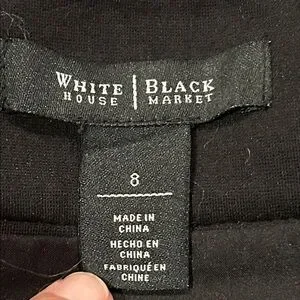 WHITE | BLACK
HOUSE | MARKET
8
MADE IN
CHINA
HECHO EN
CHINA
FABRIQUÉ EN
CHINE